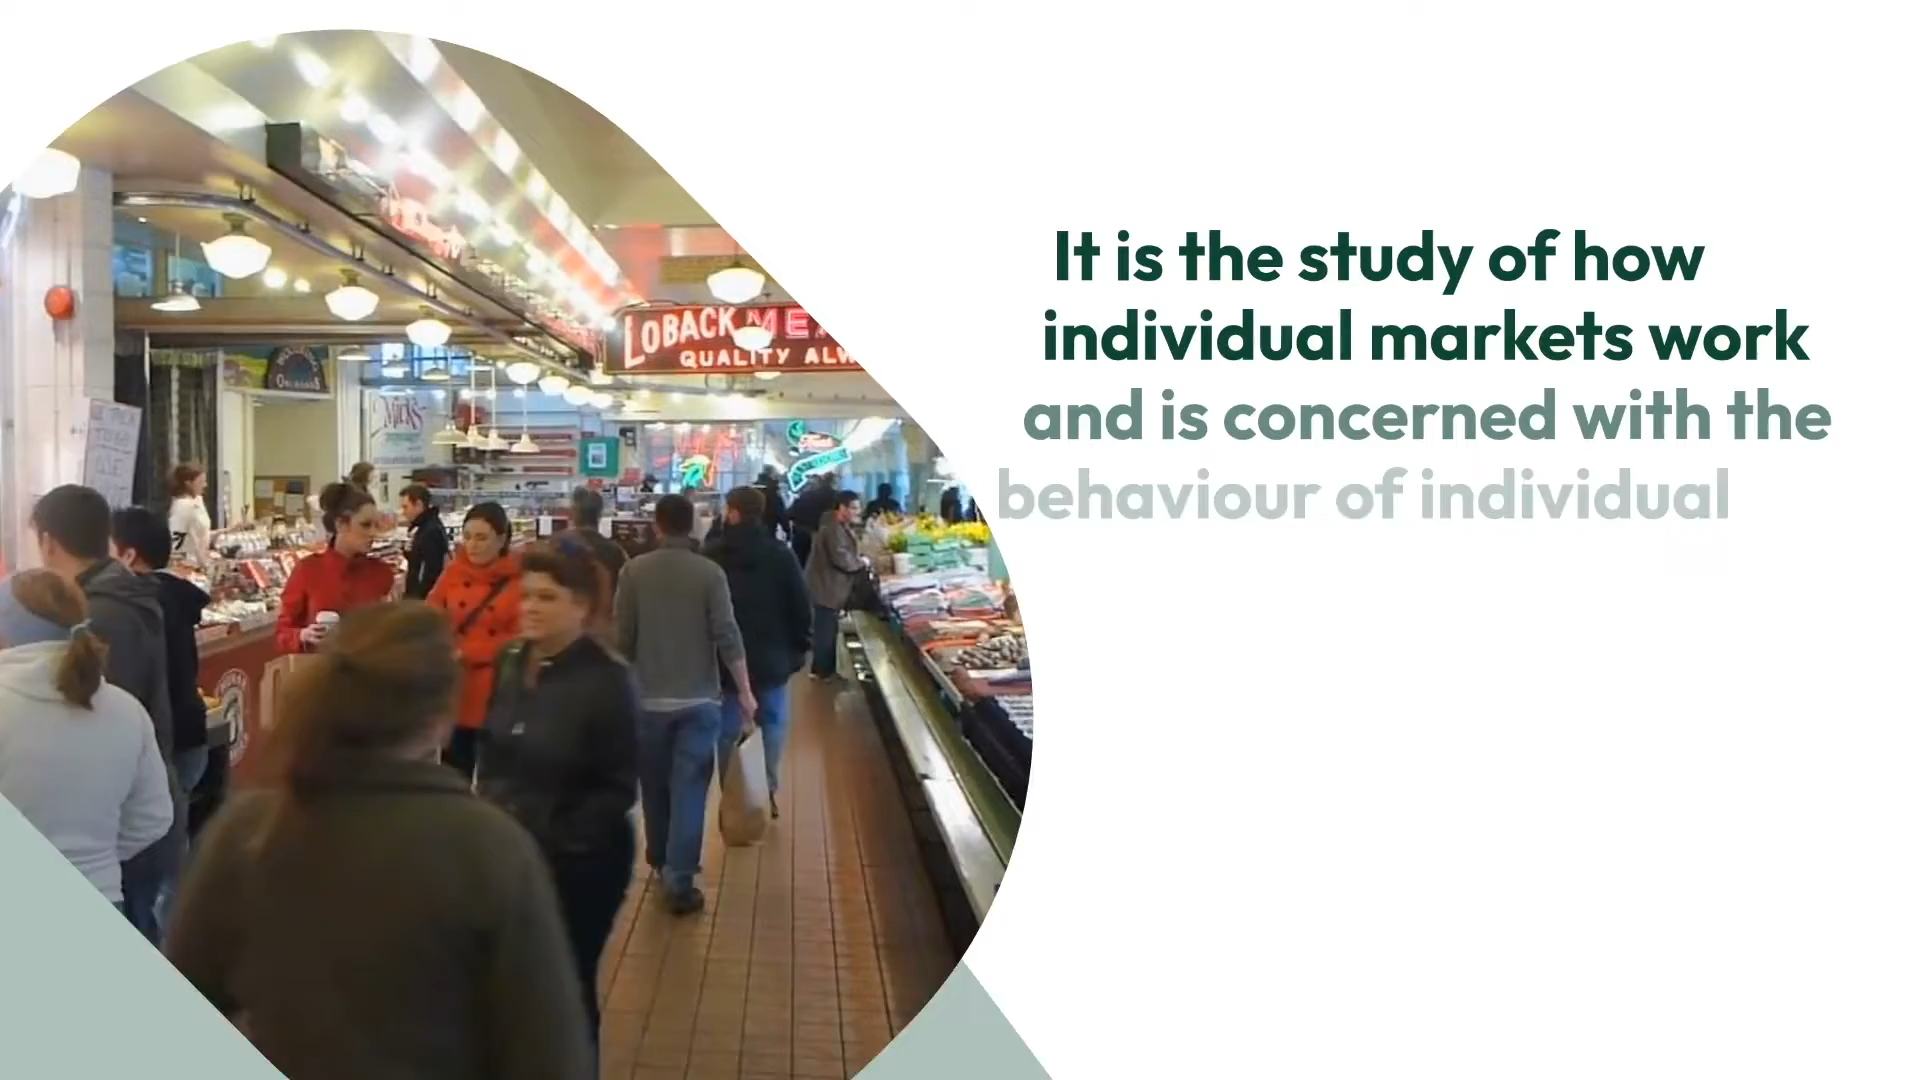 It is the study of how
individual markets work
and is concerned with the
behaviour of individual
LOBACK
QUALITY